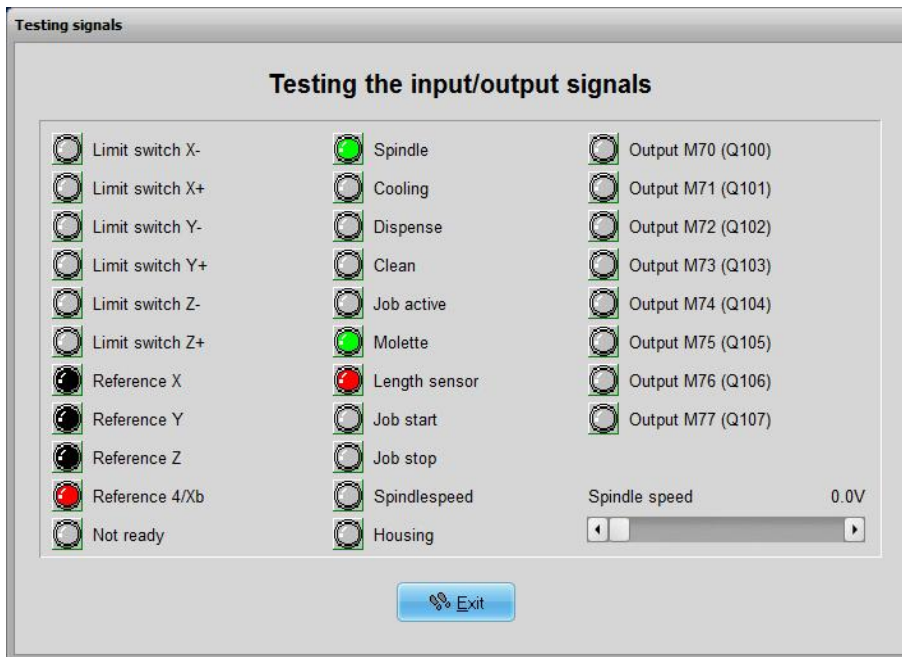 Testing signals
Testing the input/output signals
Limit switch X-
Limit switch X+
Limit switch Y-
Limit switch Y+
Limit switch Z-
Limit switch Z+
Reference X
Reference Y
Reference Z
Reference 4/Xb
Not ready
Spindle
Cooling
Dispense
Clean
Job active
Molette
Length sensor
Job start
Job stop
Spindlespeed
Housing
Output M70 (Q100)
Output M71 (Q101)
Output M72 (Q102)
Output M73 (Q103)
Output M74 (Q104)
Output M75 (Q105)
Output M76 (Q106)
Output M77 (Q107)
Spindle speed 0.0V
Exit